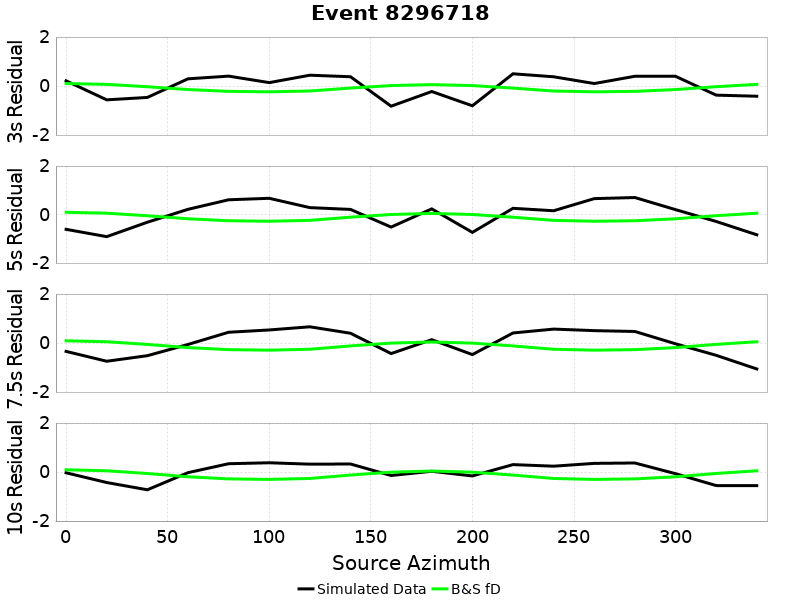 Event 8296718
3s Residual
2
0
-2
5s Residual
2
0
-2
7.5s Residual
2
0
-2
10s Residual
2
0
-2
0 50 100 150 200 250 300
Source Azimuth
Simulated Data B&S fD